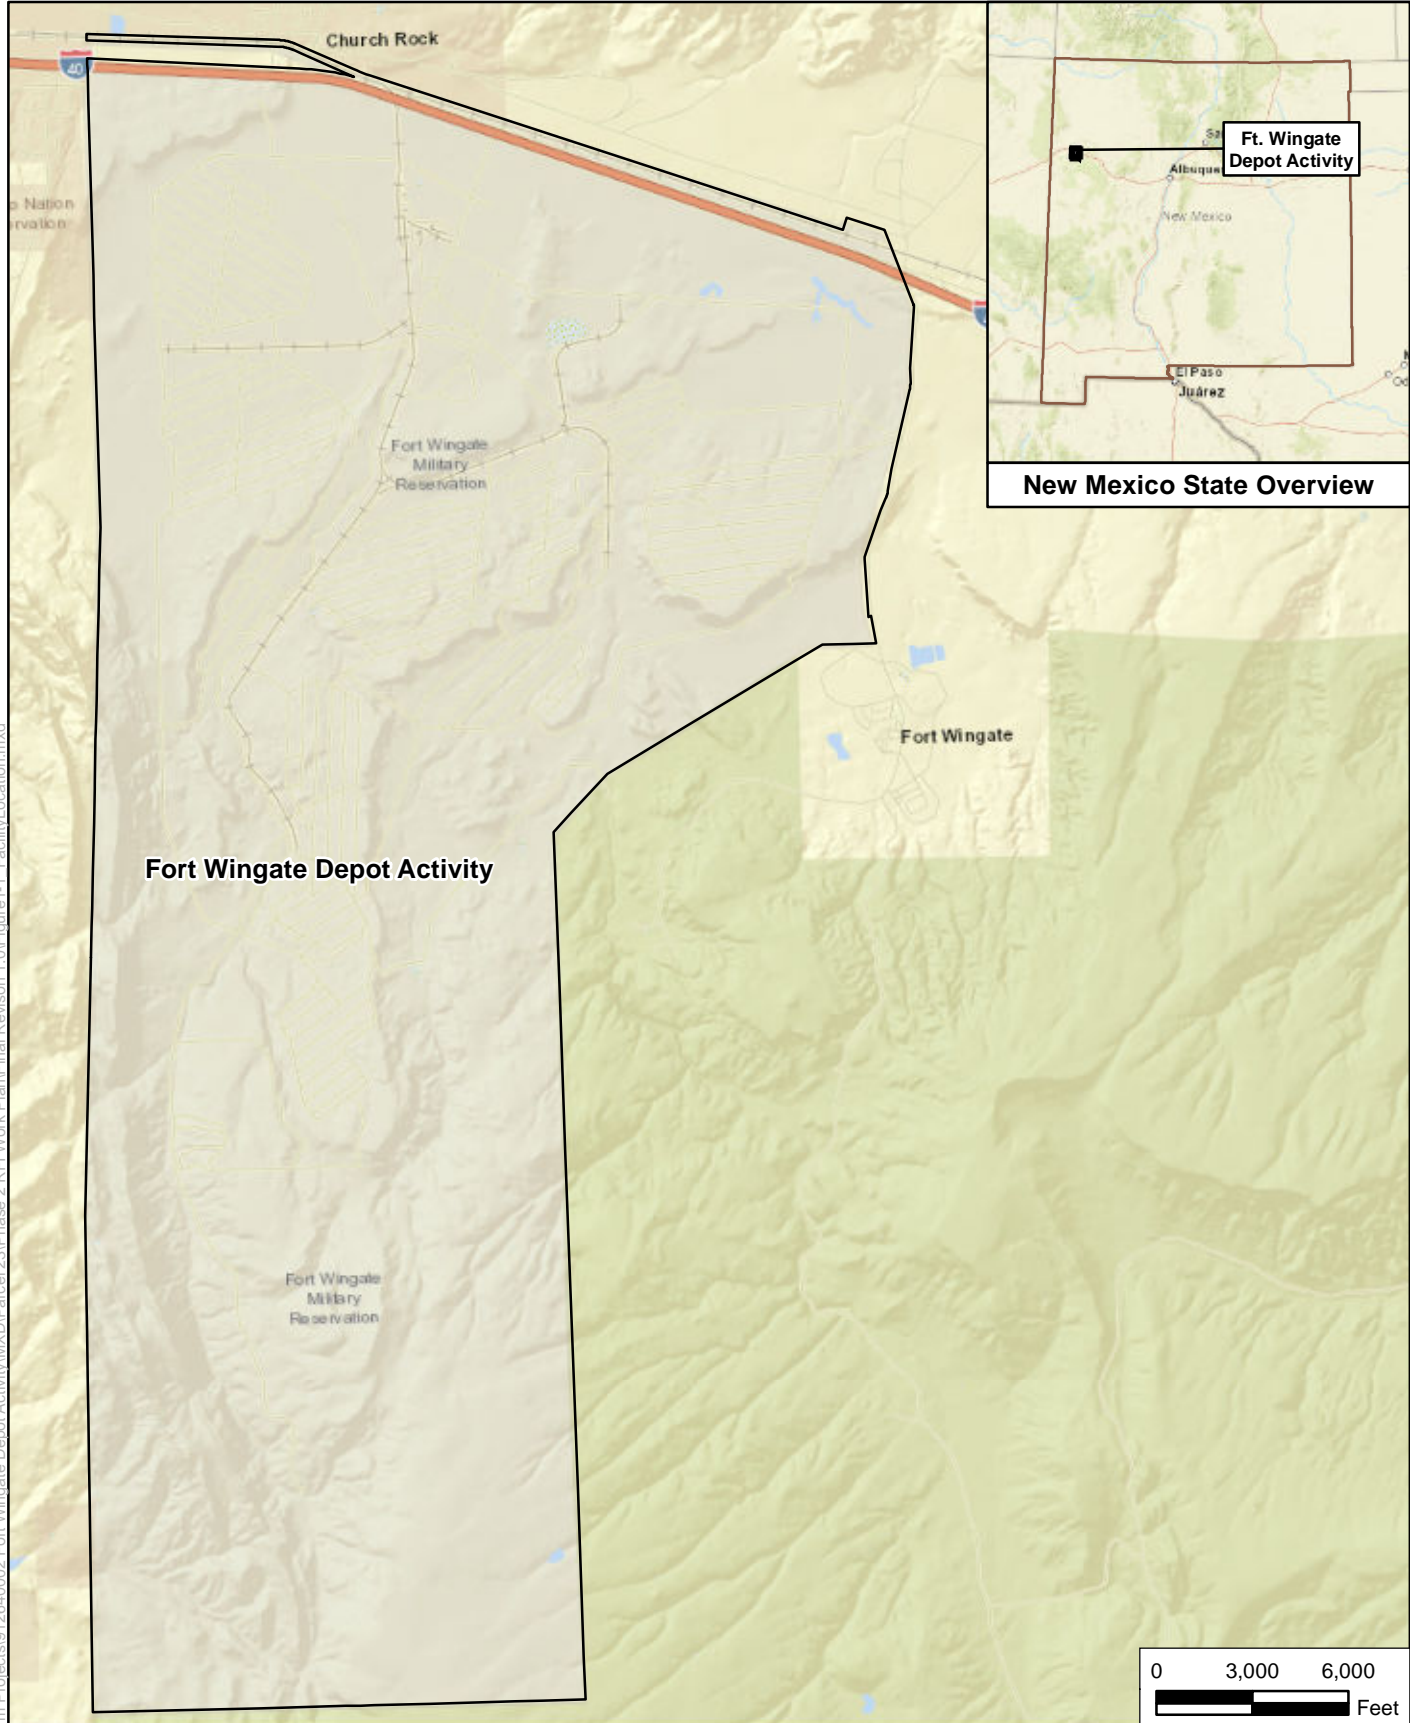 Church Rock
40
Nation
Fort Wingate
Military
Reservation
Fort Wingate
Fort Wingate Depot Activity
Fort Wingate
Military
Reservation
Ft. Wingate
Depot Activity
Albuque
New Mexico
El Paso
Juárez
New Mexico State Overview
0 3,000 6,000
Feet